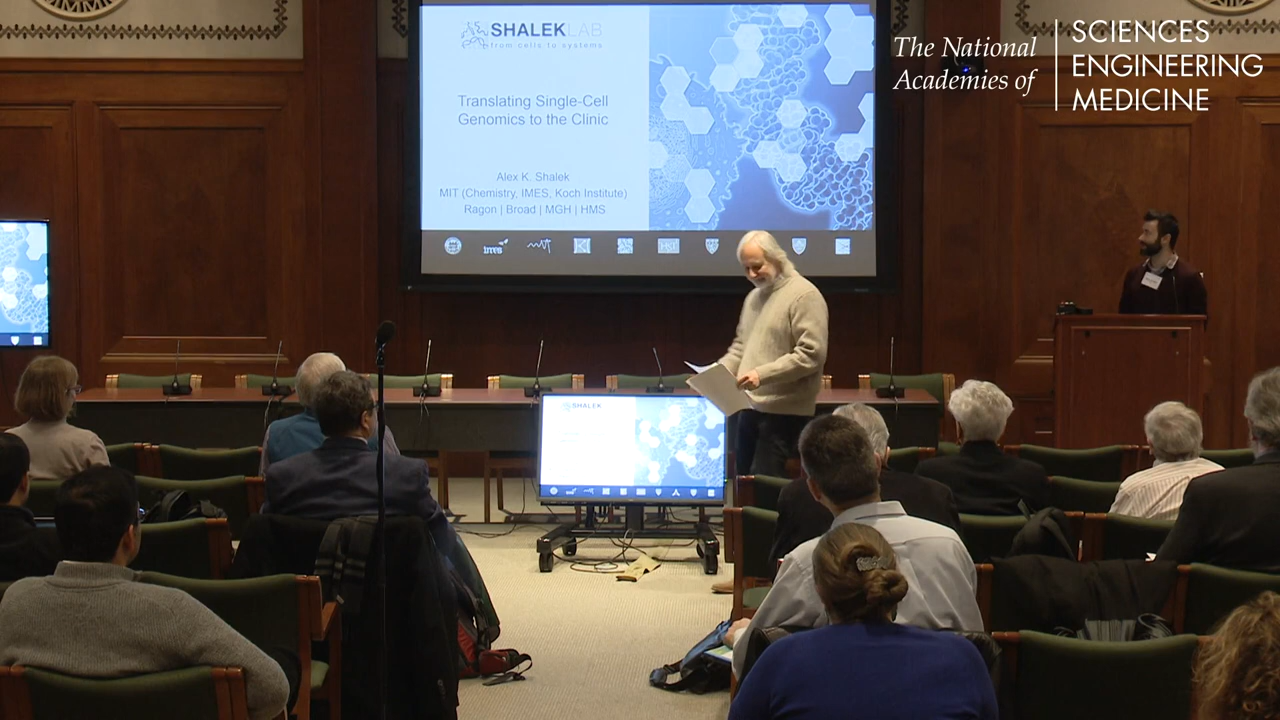 SHALEKLAB
from cells to systems
Translating Single-Cell
Genomics to the Clinic
Alex K. Shalek
MIT (Chemistry, IMES, Koch Institute)
Ragon | Broad | MGH | HMS
imes
The National
Academies of
SCIENCES
ENGINEERING
MEDICINE
SHALEK